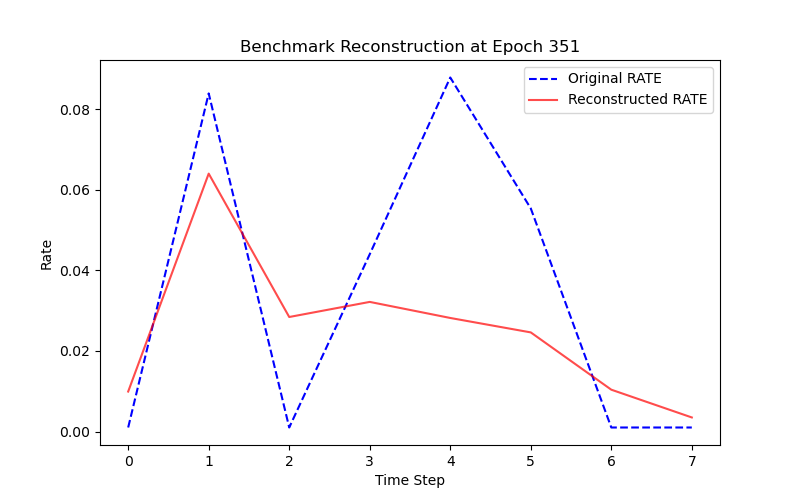 Benchmark Reconstruction at Epoch 351
Original RATE
Reconstructed RATE
Rate
0.08
0.06
0.04
0.02
0.00
0 1 2 3 4 5 6 7
Time Step